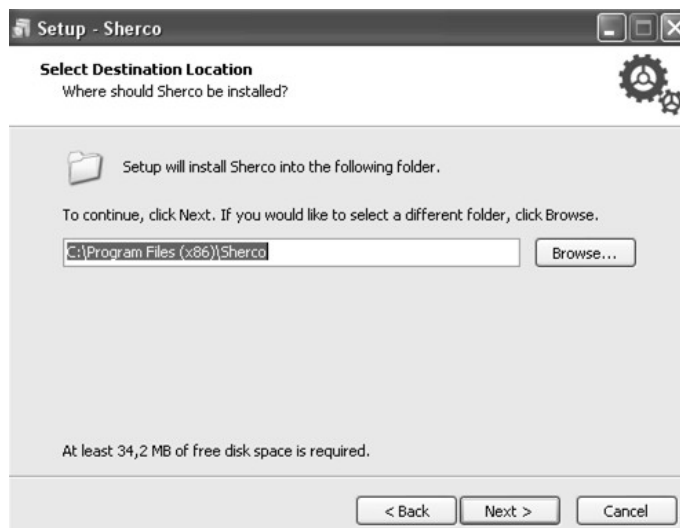 Setup - Sherco
Select Destination Location
Where should Sherco be installed?
Setup will install Sherco into the following folder.
To continue, click Next. If you would like to select a different folder, click Browse.
C:\Program Files (x86)\Sherco
Browse...
At least 34,2 MB of free disk space is required.
< Back
Next >
Cancel